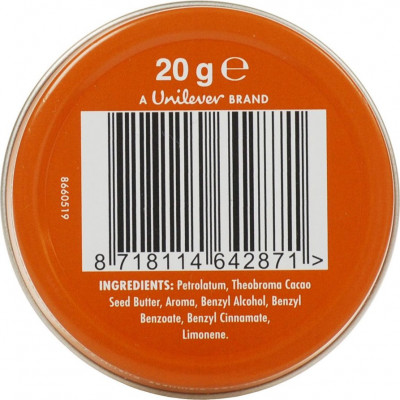 20 g ℮
A Unilever BRAND
8660519
8 718114 642871 >
INGREDIENTS: Petrolatum, Theobroma Cacao
Seed Butter, Aroma, Benzyl Alcohol, Benzyl
Benzoate, Benzyl Cinnamate,
Limonene.